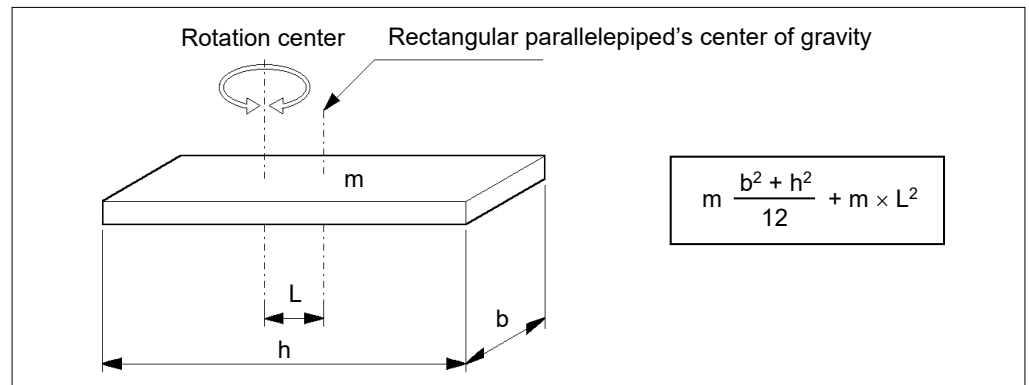 Rotation center
Rectangular parallelepiped’s center of gravity
m
m (b² + h²)/12 + m × L²
L
b
h